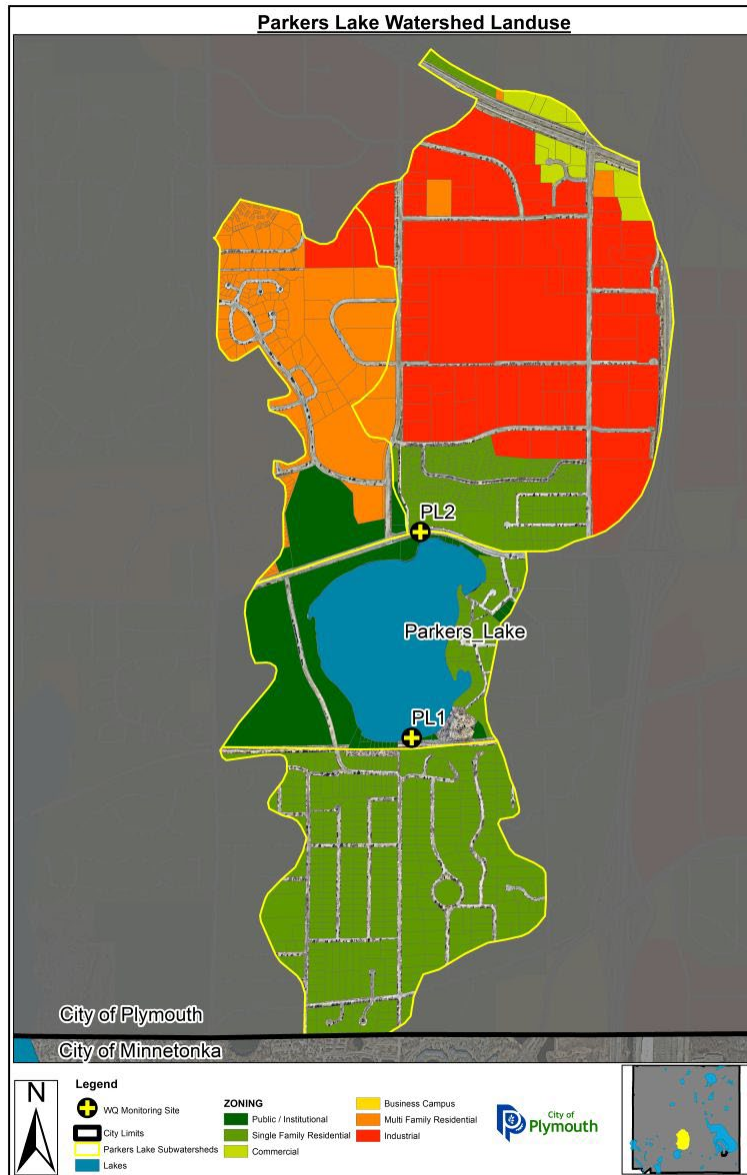 Parkers Lake Watershed Landuse
PL2
Parkers_Lake
PL1
City of Plymouth
City of Minnetonka
N
Legend
WQ Monitoring Site
City Limits
Parkers Lake Subwatersheds
Lakes
ZONING
Public / Institutional
Single Family Residential
Commercial
Business Campus
Multi Family Residential
Industrial
City of
Plymouth